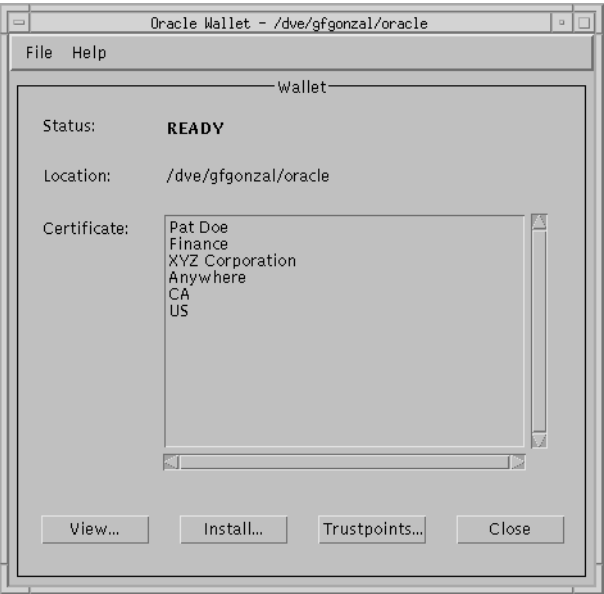 Oracle Wallet - /dve/gfgonzal/oracle
File Help
Wallet
Status: READY
Location: /dve/gfgonzal/oracle
Certificate: Pat Doe
Finance
XYZ Corporation
Anywhere
CA
US
View... Install... Trustpoints... Close